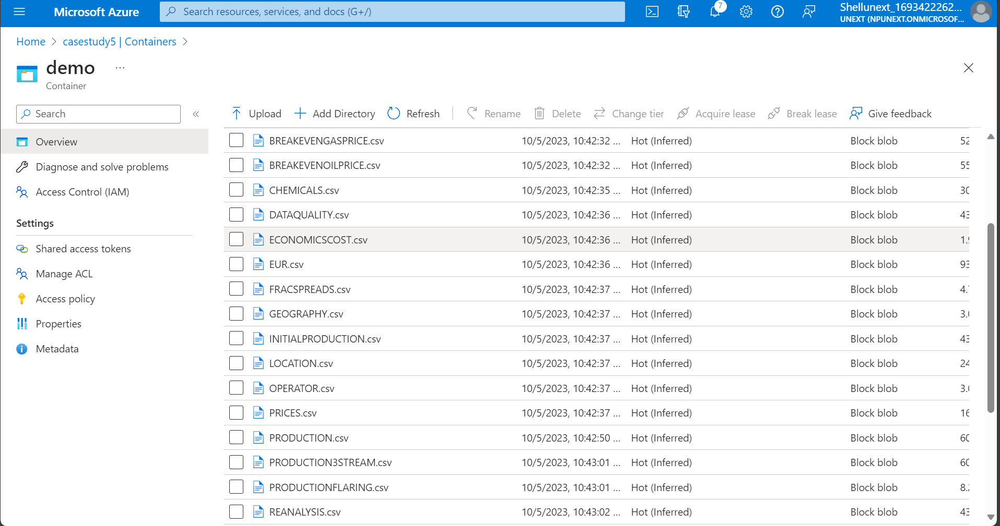 Microsoft Azure
Search resources, services, and docs (G+/)
7
Shellunext_1693422262...
UNEXT (NPUNEXT.ONMICROSOF...
Home > casestudy5 | Containers >
demo ...
Container
Search «
Upload Add Directory Refresh Rename Delete Change tier Acquire lease Break lease Give feedback
Overview
Diagnose and solve problems
Access Control (IAM)
Settings
Shared access tokens
Manage ACL
Access policy
Properties
Metadata
BREAKEVENGASPRICE.csv 10/5/2023, 10:42:32 ... Hot (Inferred) Block blob 52
BREAKEVENOILPRICE.csv 10/5/2023, 10:42:32 ... Hot (Inferred) Block blob 55
CHEMICALS.csv 10/5/2023, 10:42:35 ... Hot (Inferred) Block blob 30
DATAQUALITY.csv 10/5/2023, 10:42:36 ... Hot (Inferred) Block blob 43
ECONOMICSCOST.csv 10/5/2023, 10:42:36 ... Hot (Inferred) Block blob 1.9
EUR.csv 10/5/2023, 10:42:36 ... Hot (Inferred) Block blob 93
FRACSPREADS.csv 10/5/2023, 10:42:37 ... Hot (Inferred) Block blob 4.
GEOGRAPHY.csv 10/5/2023, 10:42:37 ... Hot (Inferred) Block blob 3.
INITIALPRODUCTION.csv 10/5/2023, 10:42:37 ... Hot (Inferred) Block blob 43
LOCATION.csv 10/5/2023, 10:42:37 ... Hot (Inferred) Block blob 24
OPERATOR.csv 10/5/2023, 10:42:37 ... Hot (Inferred) Block blob 3.
PRICES.csv 10/5/2023, 10:42:37 ... Hot (Inferred) Block blob 16
PRODUCTION.csv 10/5/2023, 10:42:50 ... Hot (Inferred) Block blob 60
PRODUCTION3STREAM.csv 10/5/2023, 10:43:01 ... Hot (Inferred) Block blob 60
PRODUCTIONFLARING.csv 10/5/2023, 10:43:01 ... Hot (Inferred) Block blob 8.
REANALYSIS.csv 10/5/2023, 10:43:02 ... Hot (Inferred) Block blob 43